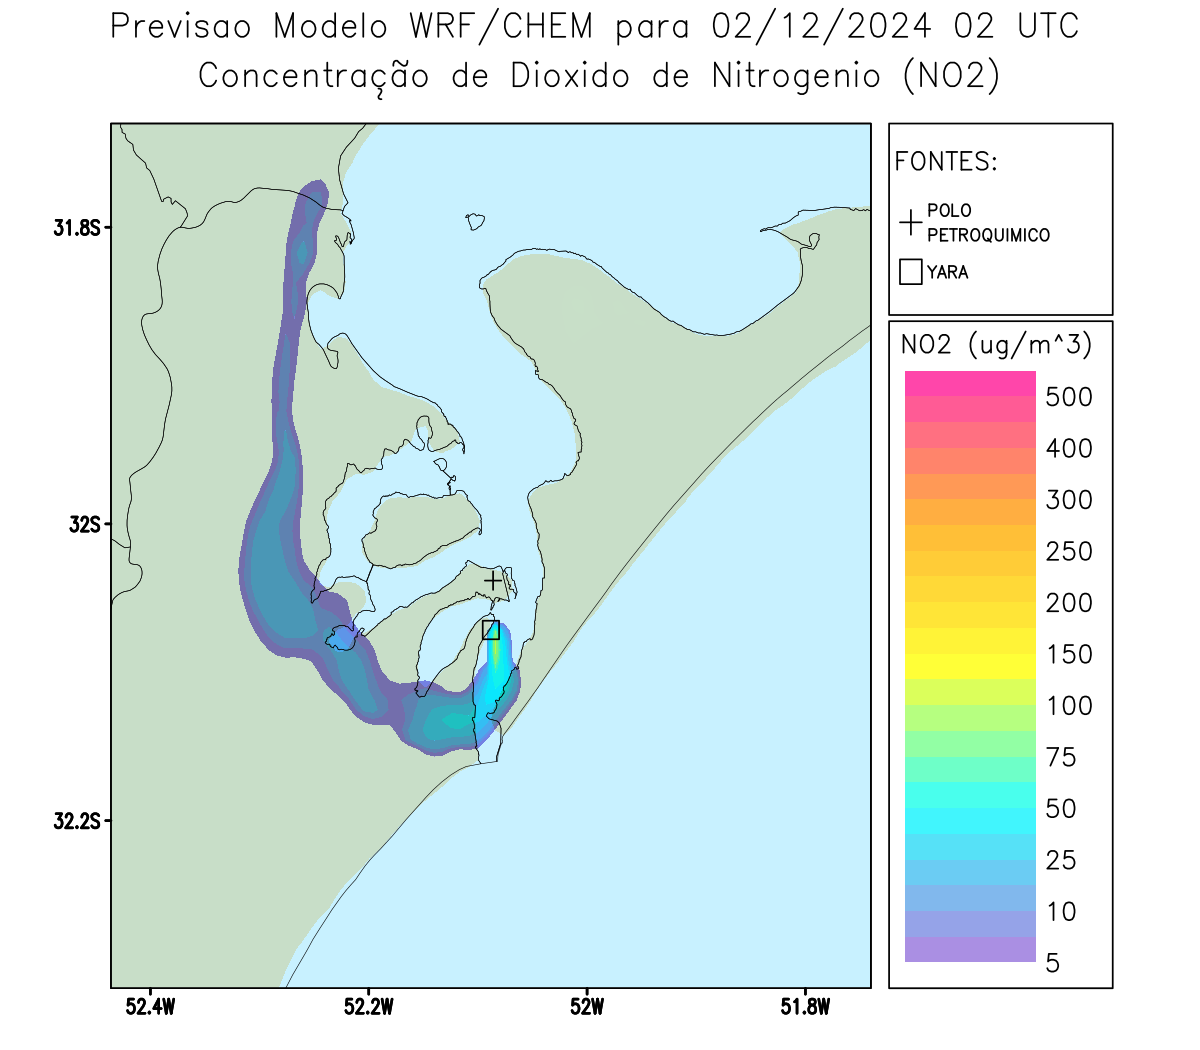 Previsao Modelo WRF/CHEM para 02/12/2024 02 UTC
Concentração de Dioxido de Nitrogenio (NO2)
FONTES:
POLO
PETROQUIMICO
YARA
NO2 (ug/m^3)
500
400
300
250
200
150
100
75
50
25
10
5
31.8S
32S
32.2S
52.4W
52.2W
52W
51.8W